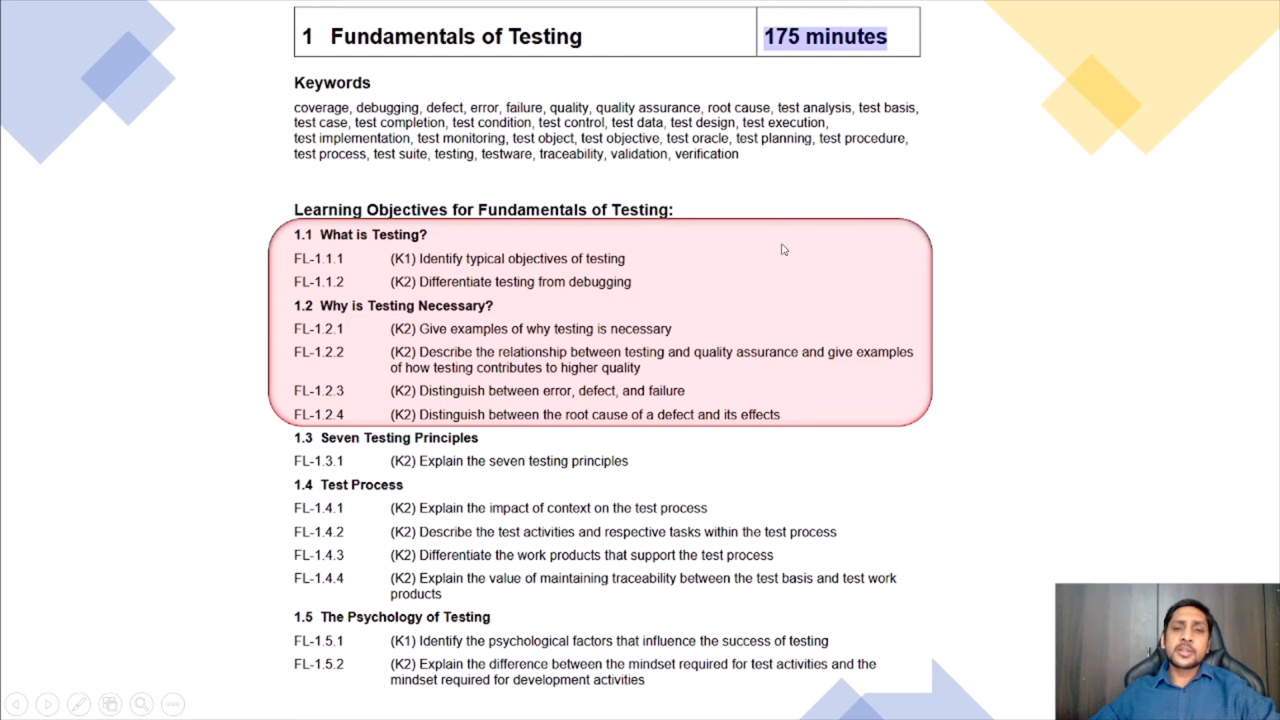 1 Fundamentals of Testing 175 minutes
Keywords
coverage, debugging, defect, error, failure, quality, quality assurance, root cause, test analysis, test basis,
test case, test completion, test condition, test control, test data, test design, test execution,
test implementation, test monitoring, test object, test objective, test oracle, test planning, test procedure,
test process, test suite, testing, testware, traceability, validation, verification
Learning Objectives for Fundamentals of Testing:
1.1 What is Testing?
FL-1.1.1 (K1) Identify typical objectives of testing
FL-1.1.2 (K2) Differentiate testing from debugging
1.2 Why is Testing Necessary?
FL-1.2.1 (K2) Give examples of why testing is necessary
FL-1.2.2 (K2) Describe the relationship between testing and quality assurance and give examples
of how testing contributes to higher quality
FL-1.2.3 (K2) Distinguish between error, defect, and failure
FL-1.2.4 (K2) Distinguish between the root cause of a defect and its effects
1.3 Seven Testing Principles
FL-1.3.1 (K2) Explain the seven testing principles
1.4 Test Process
FL-1.4.1 (K2) Explain the impact of context on the test process
FL-1.4.2 (K2) Describe the test activities and respective tasks within the test process
FL-1.4.3 (K2) Differentiate the work products that support the test process
FL-1.4.4 (K2) Explain the value of maintaining traceability between the test basis and test work
products
1.5 The Psychology of Testing
FL-1.5.1 (K1) Identify the psychological factors that influence the success of testing
FL-1.5.2 (K2) Explain the difference between the mindset required for test activities and the
mindset required for development activities